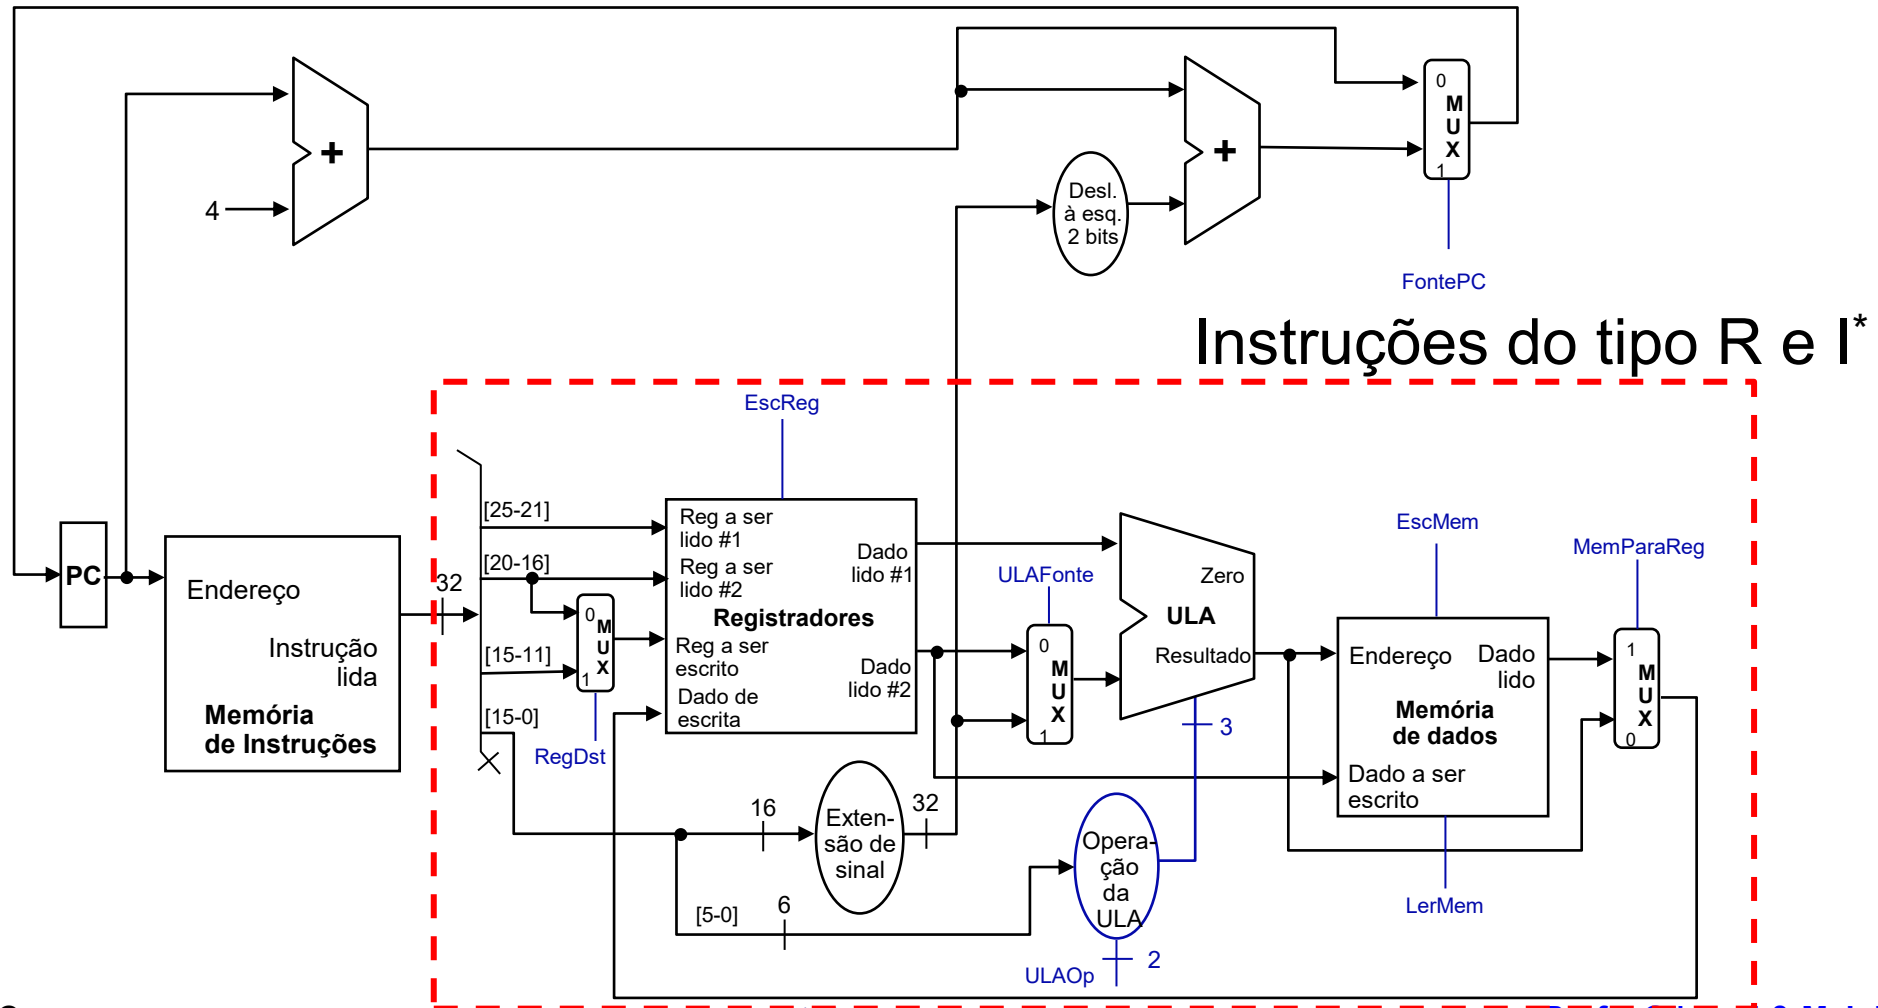 0
M
U
X
1
+
+
4
Desl.
à esq.
2 bits
FontePC
Instruções do tipo R e I*
EscReg
[25-21]
Reg a ser
lido #1
Dado
lido #1
[20-16]
Reg a ser
lido #2
Registradores
PC
Endereço
32
Instrução
lida
Memória
de Instruções
0
M
U
X
1
[15-11]
Reg a ser
escrito
Dado
lido #2
Dado de
escrita
[15-0]
RegDst
ULAFonte
0
M
U
X
1
Zero
ULA
Resultado
3
EscMem
MemParaReg
Endereço
Dado
lido
Memória
de dados
Dado a ser
escrito
1
M
U
X
0
16
Exten-
são de
sinal
32
Opera-
ção
da
ULA
[5-0]
6
LerMem
ULAOp
2